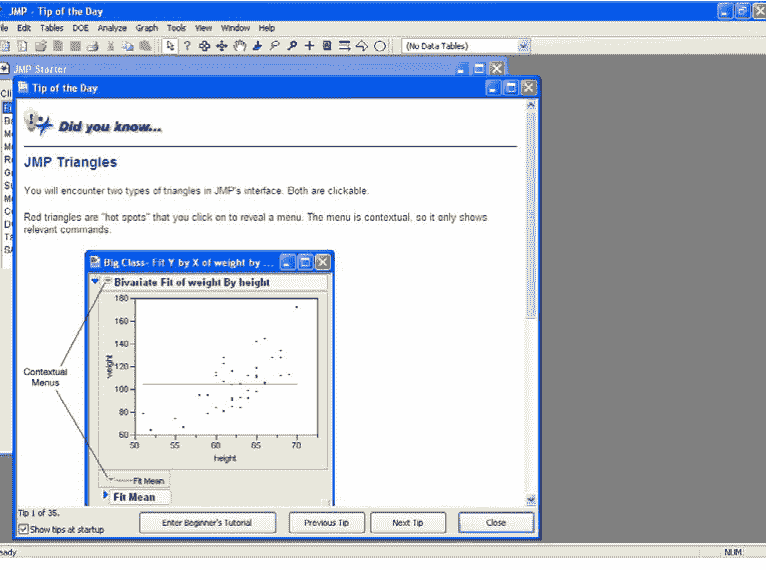 JMP - Tip of the Day
Edit Tables DOE Analyze Graph Tools View Window Help
(No Data Tables)
JMP Starter
Tip of the Day
Did you know...
JMP Triangles
You will encounter two types of triangles in JMP's interface. Both are clickable.
Red triangles are "hot spots" that you click on to reveal a menu. The menu is contextual, so it only shows
relevant commands.
Big Class- Fit Y by X of weight by ...
Bivariate Fit of weight By height
180
160
140
120
100
80
60
weight
50 55 60 65 70
height
Contextual
Menus
Fit Mean
Fit Mean
Tip 1 of 35.
Show tips at startup
Enter Beginner's Tutorial
Previous Tip
Next Tip
Close
NUM